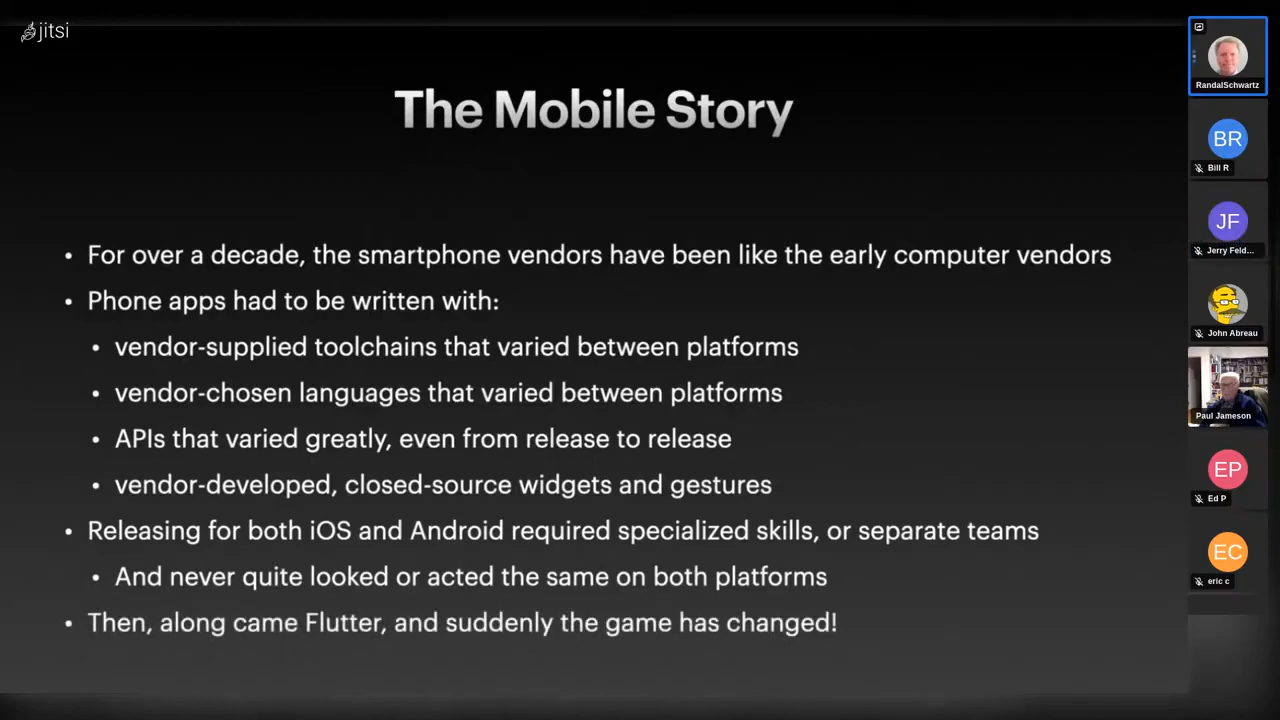 jitsi
The Mobile Story
• For over a decade, the smartphone vendors have been like the early computer vendors
• Phone apps had to be written with:
• vendor-supplied toolchains that varied between platforms
• vendor-chosen languages that varied between platforms
• APIs that varied greatly, even from release to release
• vendor-developed, closed-source widgets and gestures
• Releasing for both iOS and Android required specialized skills, or separate teams
• And never quite looked or acted the same on both platforms
• Then, along came Flutter, and suddenly the game has changed!
RandalSchwartz
BR
Bill R
JF
Jerry Feld...
John Abreau
Paul Jameson
EP
Ed P
EC
eric c